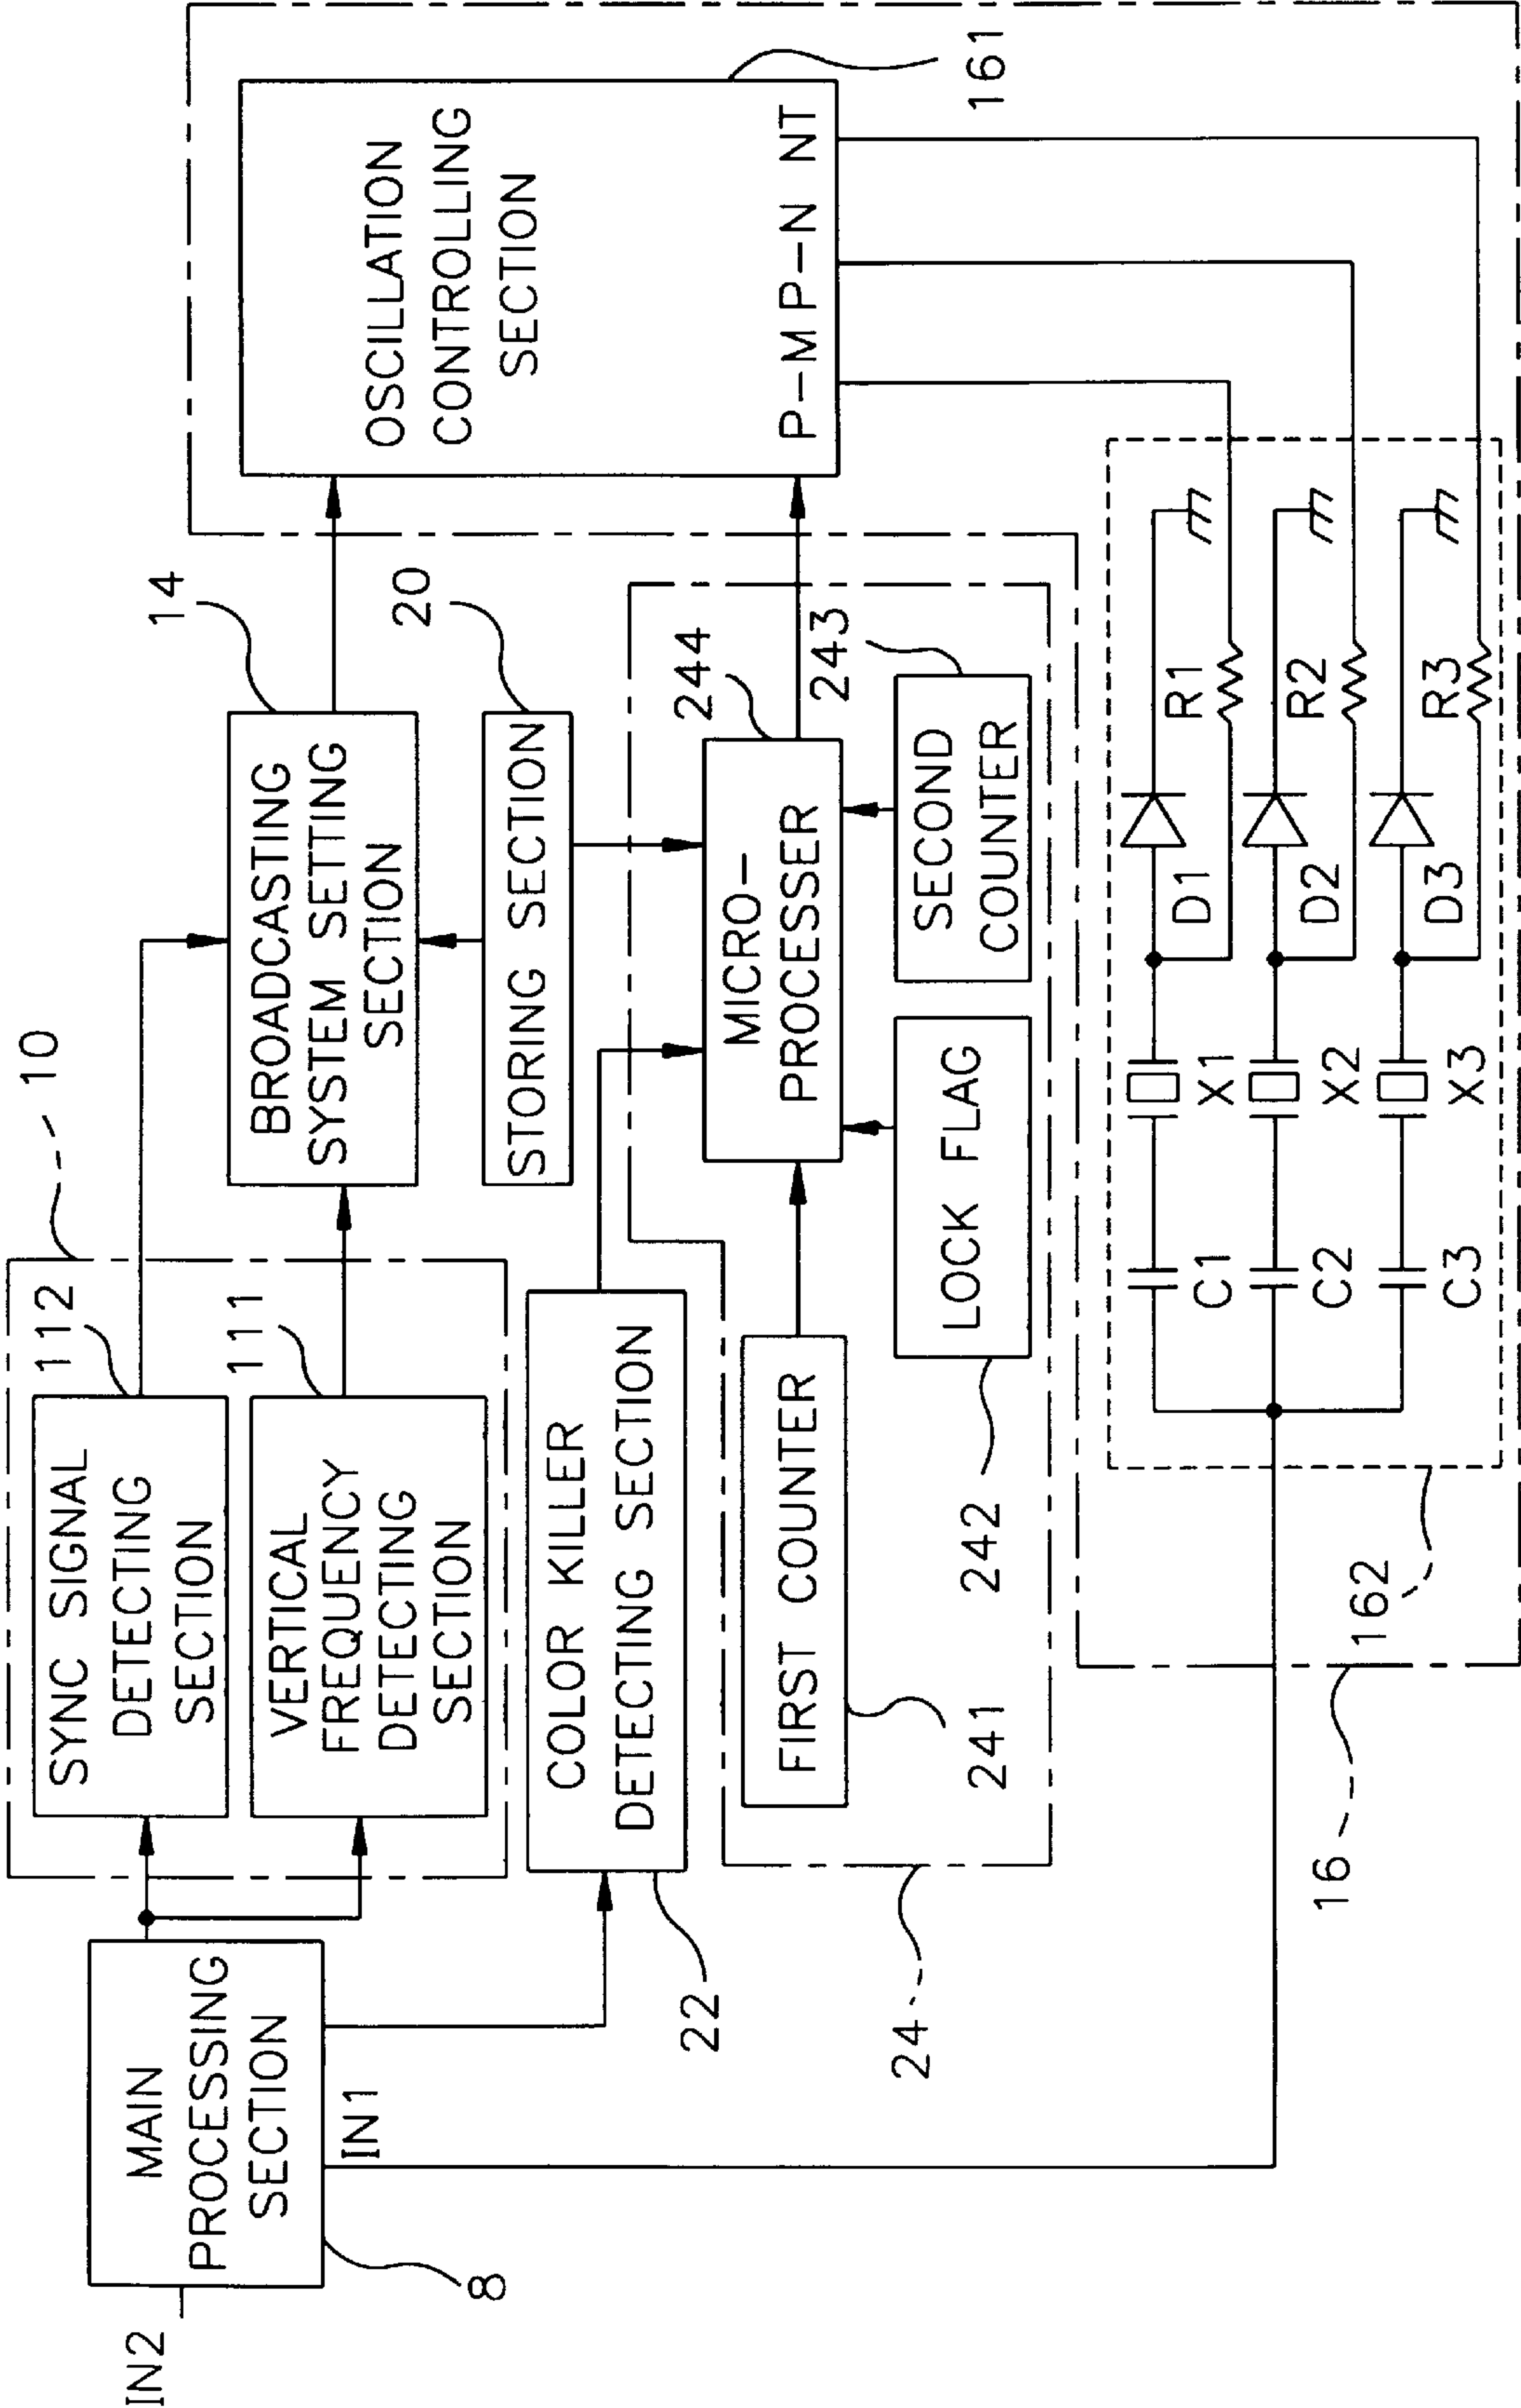 IN2
MAIN
PROCESSING
SECTION
IN1
8
10
SYNC SIGNAL
DETECTING
SECTION
112
VERTICAL
FREQUENCY
DETECTING
SECTION
111
COLOR KILLER
DETECTING SECTION
22
BROADCASTING
SYSTEM SETTING
SECTION
14
STORING SECTION
20
24
FIRST COUNTER
241
LOCK FLAG
242
MICRO-
PROCESSER
244
SECOND
COUNTER
243
OSCILLATION
CONTROLLING
SECTION
P-M P-N NT
161
16
162
C1 X1 D1 R1
C2 X2 D2 R2
C3 X3 D3 R3